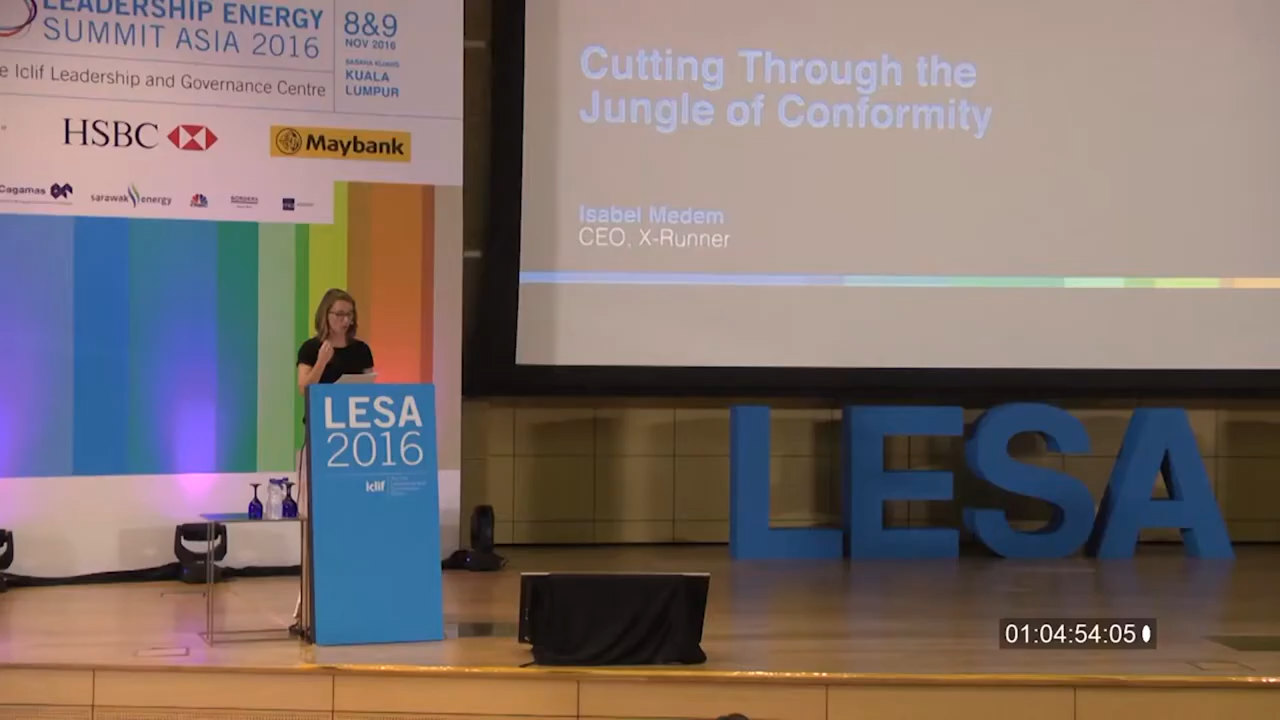 LEADERSHIP ENERGY
SUMMIT ASIA 2016
e Iclif Leadership and Governance Centre
8&9
NOV 2016
KUALA
LUMPUR
HSBC
Maybank
Cagamas
sarawak energy
Cutting Through the
Jungle of Conformity
Isabel Medem
CEO, X-Runner
LESA
2016
iclif
LESA
01:04:54:05